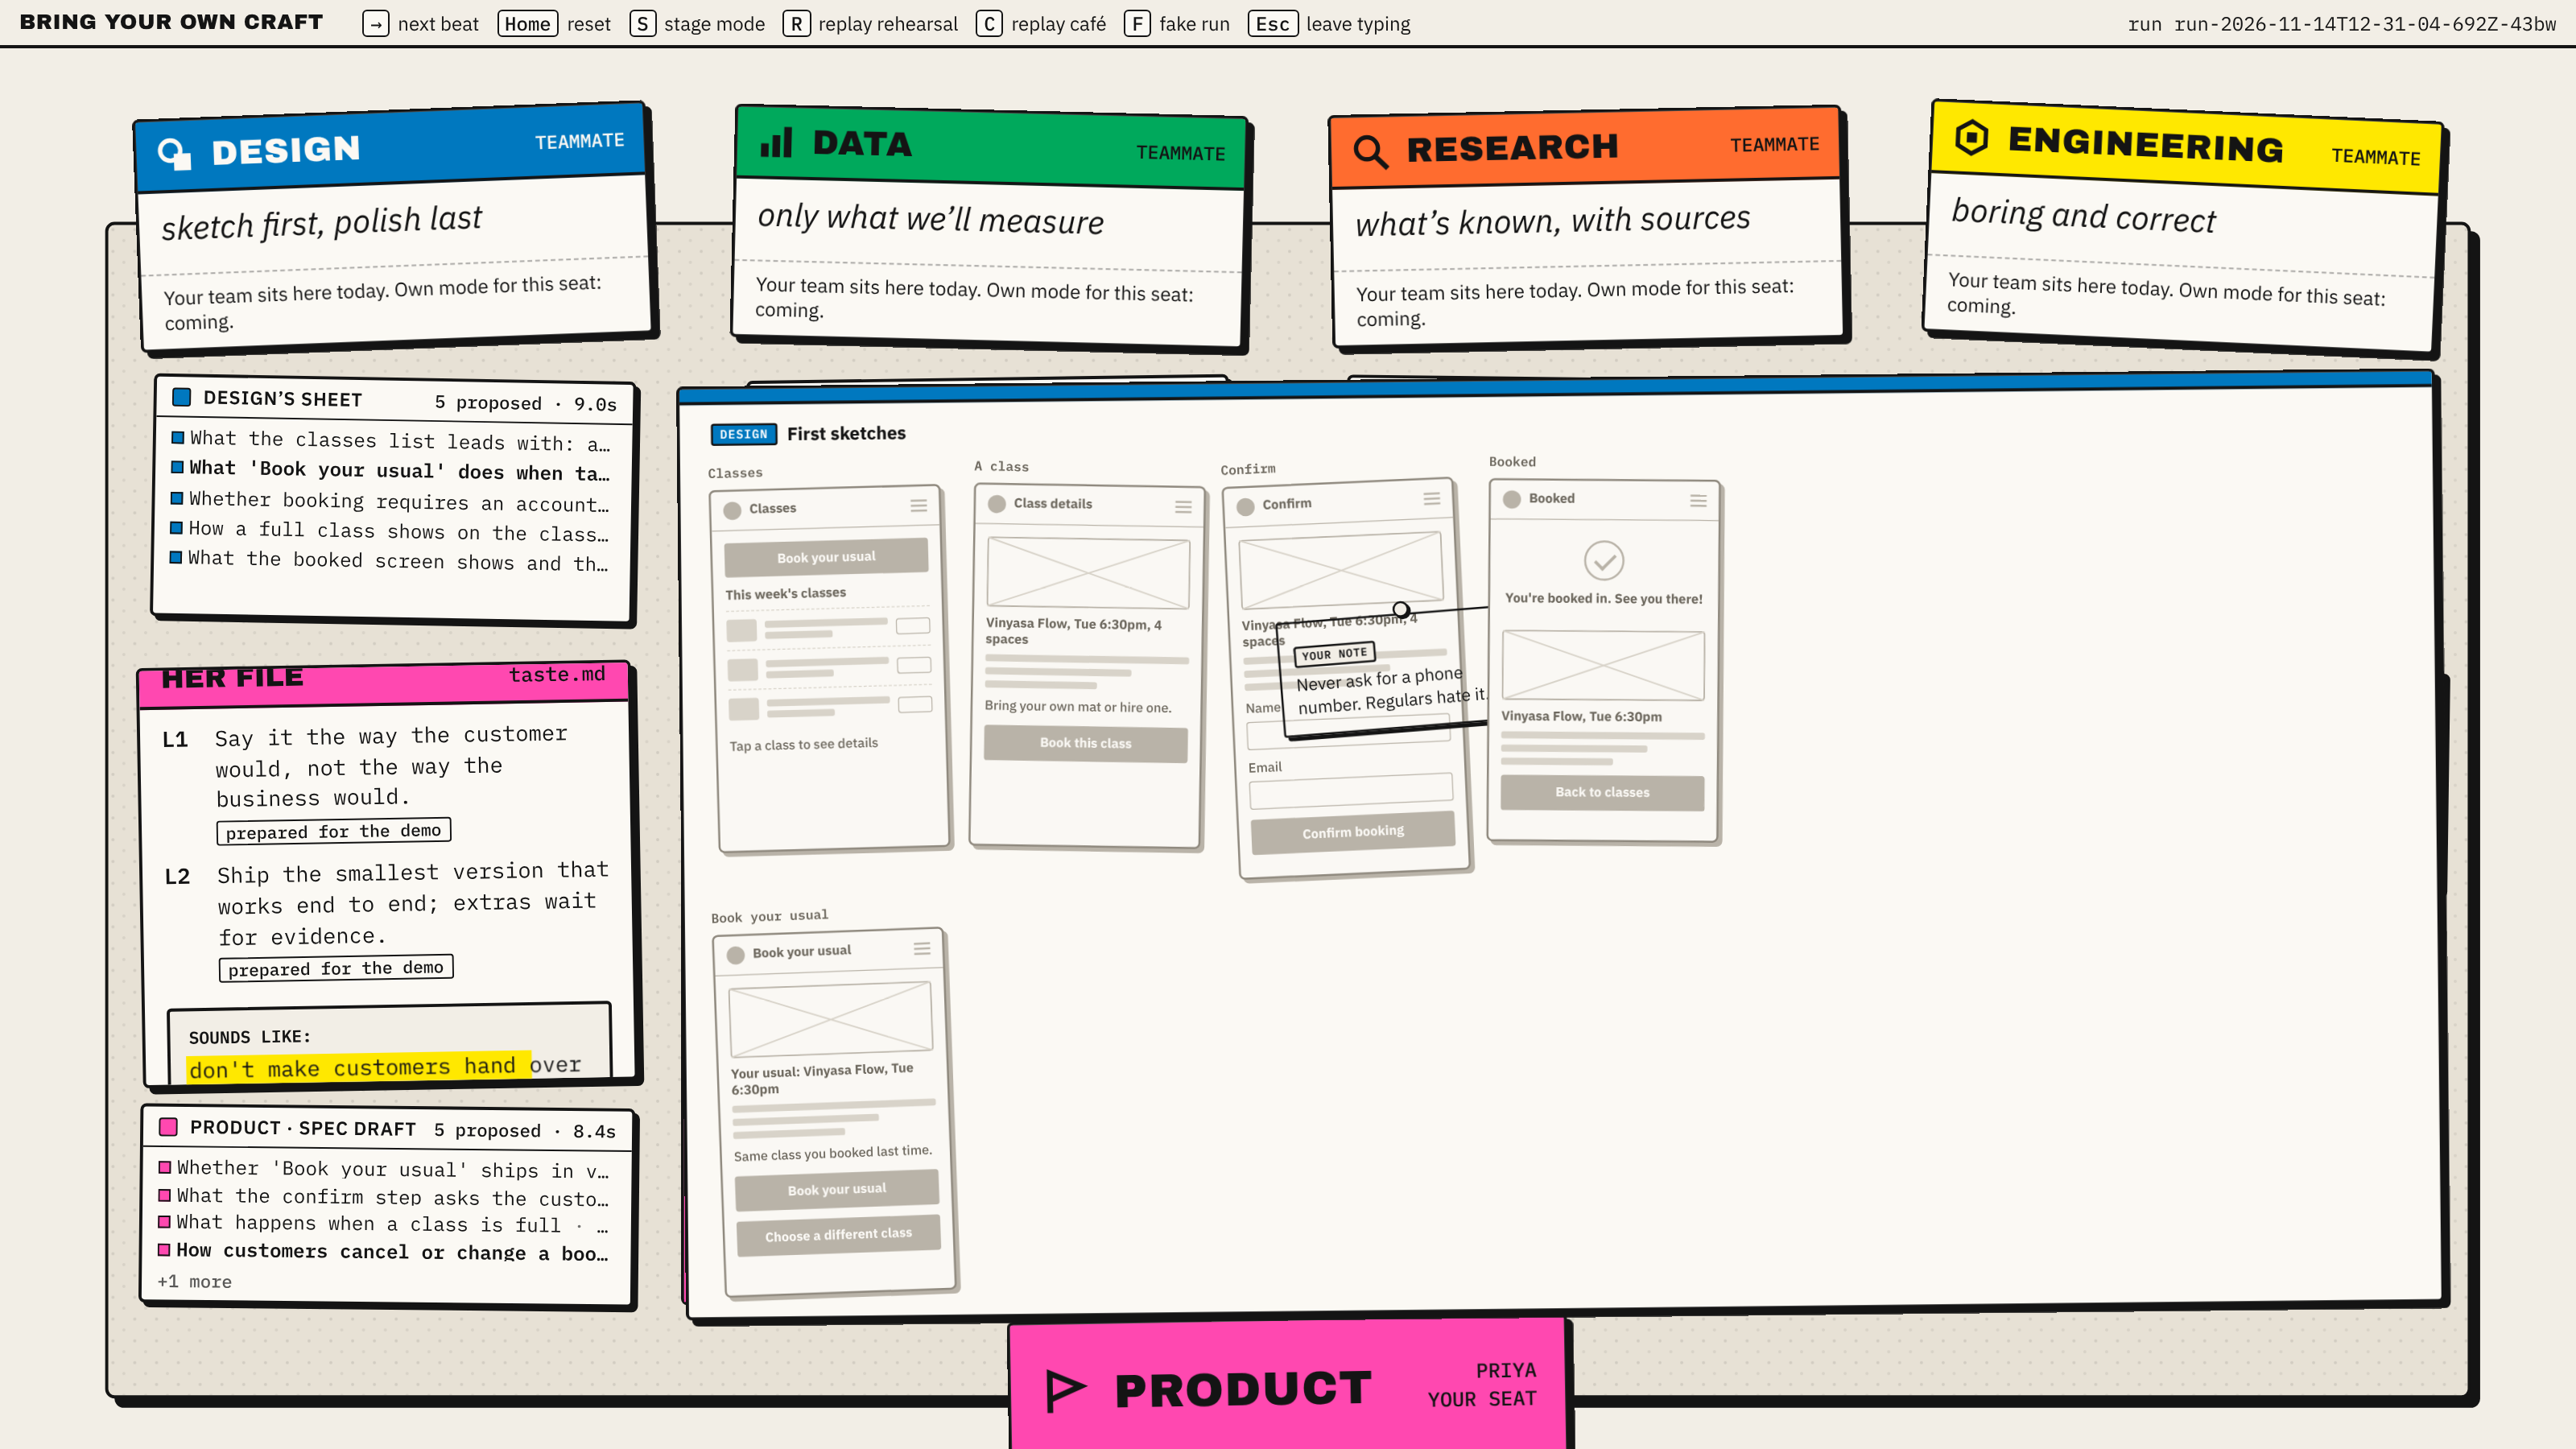 BRING YOUR OWN CRAFT
→ next beat Home reset S stage mode R replay rehearsal C replay café F fake run Esc leave typing
run run-2026-11-14T12-31-04-692Z-43bw
DESIGN TEAMMATE
sketch first, polish last
Your team sits here today. Own mode for this seat:
coming.
DATA TEAMMATE
only what we’ll measure
Your team sits here today. Own mode for this seat:
coming.
RESEARCH TEAMMATE
what’s known, with sources
Your team sits here today. Own mode for this seat:
coming.
ENGINEERING TEAMMATE
boring and correct
Your team sits here today. Own mode for this seat:
coming.
DESIGN’S SHEET 5 proposed · 9.0s
What the classes list leads with: a…
What 'Book your usual' does when ta…
Whether booking requires an account…
How a full class shows on the class…
What the booked screen shows and th…
HER FILE taste.md
L1 Say it the way the customer
would, not the way the
business would.
prepared for the demo
L2 Ship the smallest version that
works end to end; extras wait
for evidence.
prepared for the demo
SOUNDS LIKE:
don't make customers hand over
PRODUCT · SPEC DRAFT 5 proposed · 8.4s
Whether 'Book your usual' ships in v…
What the confirm step asks the custo…
What happens when a class is full · …
How customers cancel or change a boo…
+1 more
DESIGN First sketches
Classes
Classes
Book your usual
This week's classes
Tap a class to see details
A class
Class details
Vinyasa Flow, Tue 6:30pm, 4
spaces
Bring your own mat or hire one.
Book this class
Confirm
Confirm
Vinyasa Flow, Tue 6:30pm, 4
spaces
Name
Email
Confirm booking
YOUR NOTE
Never ask for a phone
number. Regulars hate it.
Booked
Booked
You're booked in. See you there!
Vinyasa Flow, Tue 6:30pm
Back to classes
Book your usual
Book your usual
Your usual: Vinyasa Flow, Tue
6:30pm
Same class you booked last time.
Book your usual
Choose a different class
PRODUCT
PRIYA
YOUR SEAT